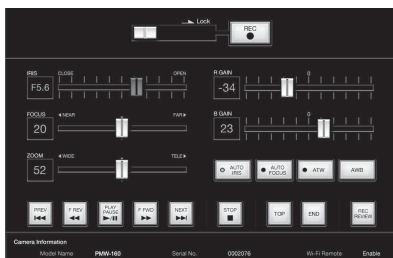 Lock
REC
IRIS CLOSE OPEN R GAIN 0
F5.6 -34
FOCUS NEAR FAR B GAIN 0
20 23
ZOOM WIDE TELE
52 AUTO IRIS AUTO FOCUS ATW AWB
PREV F REV PLAY PAUSE F FWD NEXT STOP TOP END REC REVIEW
Camera Information
Model Name PMW-160 Serial No. 0002076 Wi-Fi Remote Enable